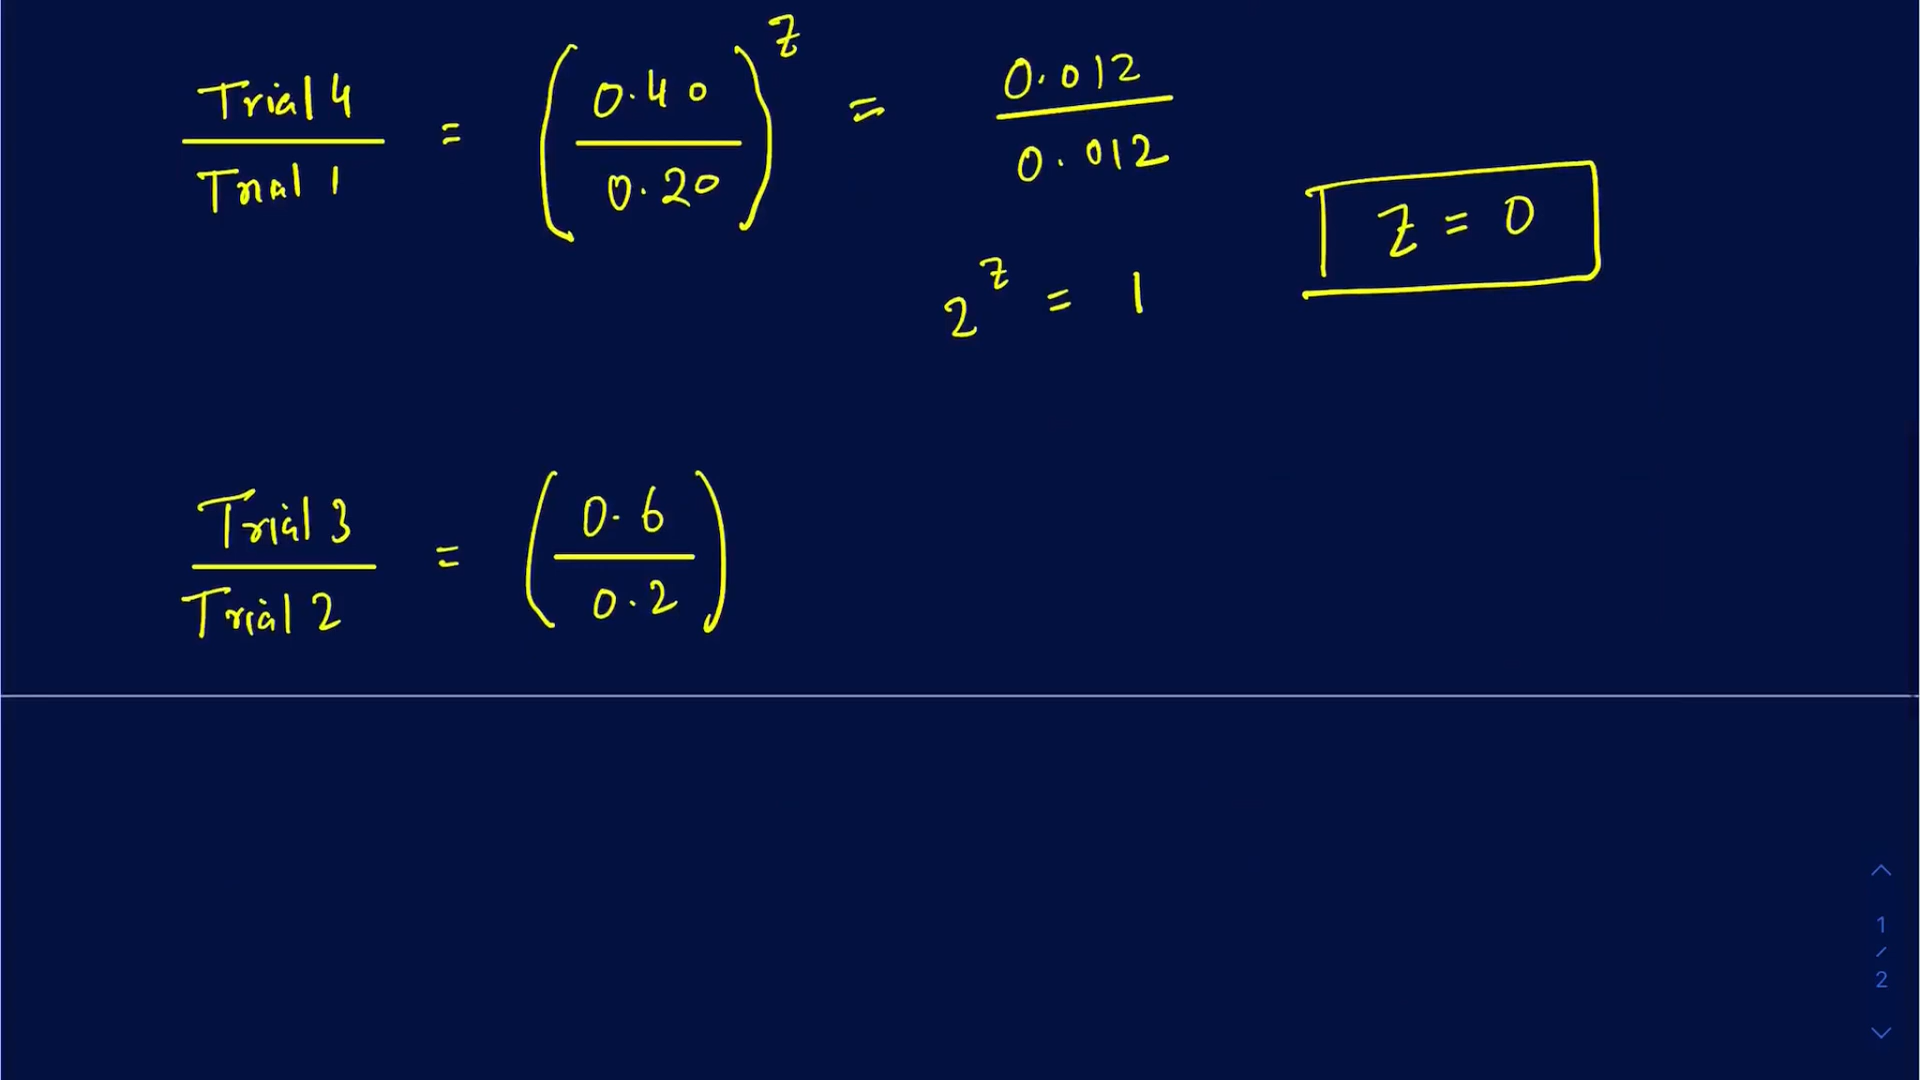 Trial 4 / Trial 1 = (0.40 / 0.20)^z = 0.012 / 0.012
2^z = 1
z = 0
Trial 3 / Trial 2 = (0.6 / 0.2)
1
/
2